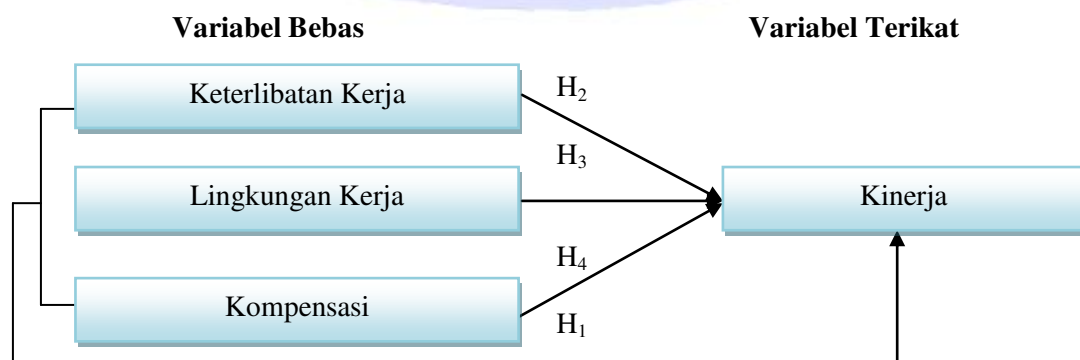 Variabel Bebas
Variabel Terikat
Keterlibatan Kerja
H₂
H₃
Lingkungan Kerja
Kinerja
H₄
Kompensasi
H₁